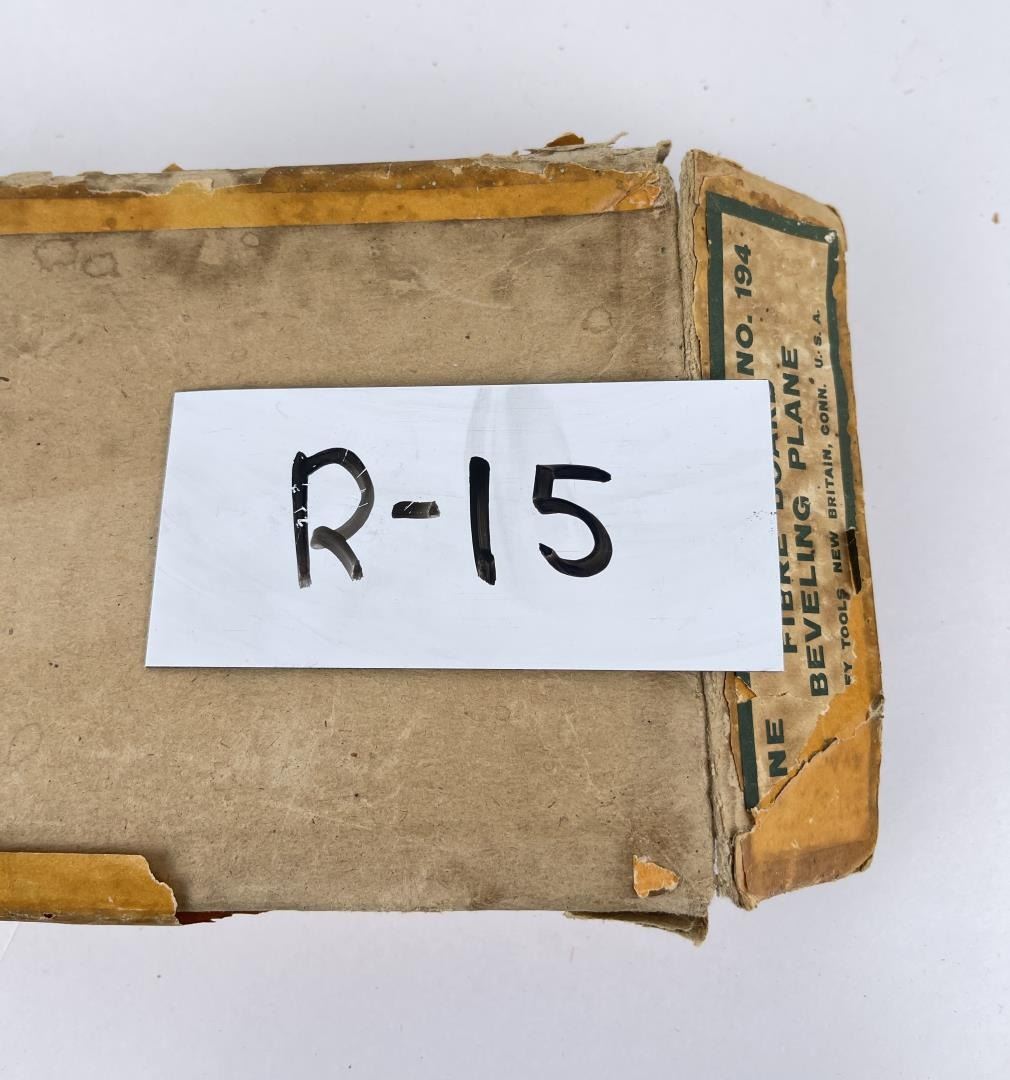 R-15
NE NO. 194
FIBRE BOARD
BEVELING PLANE
EY TOOLS NEW BRITAIN, CONN. U.S.A.